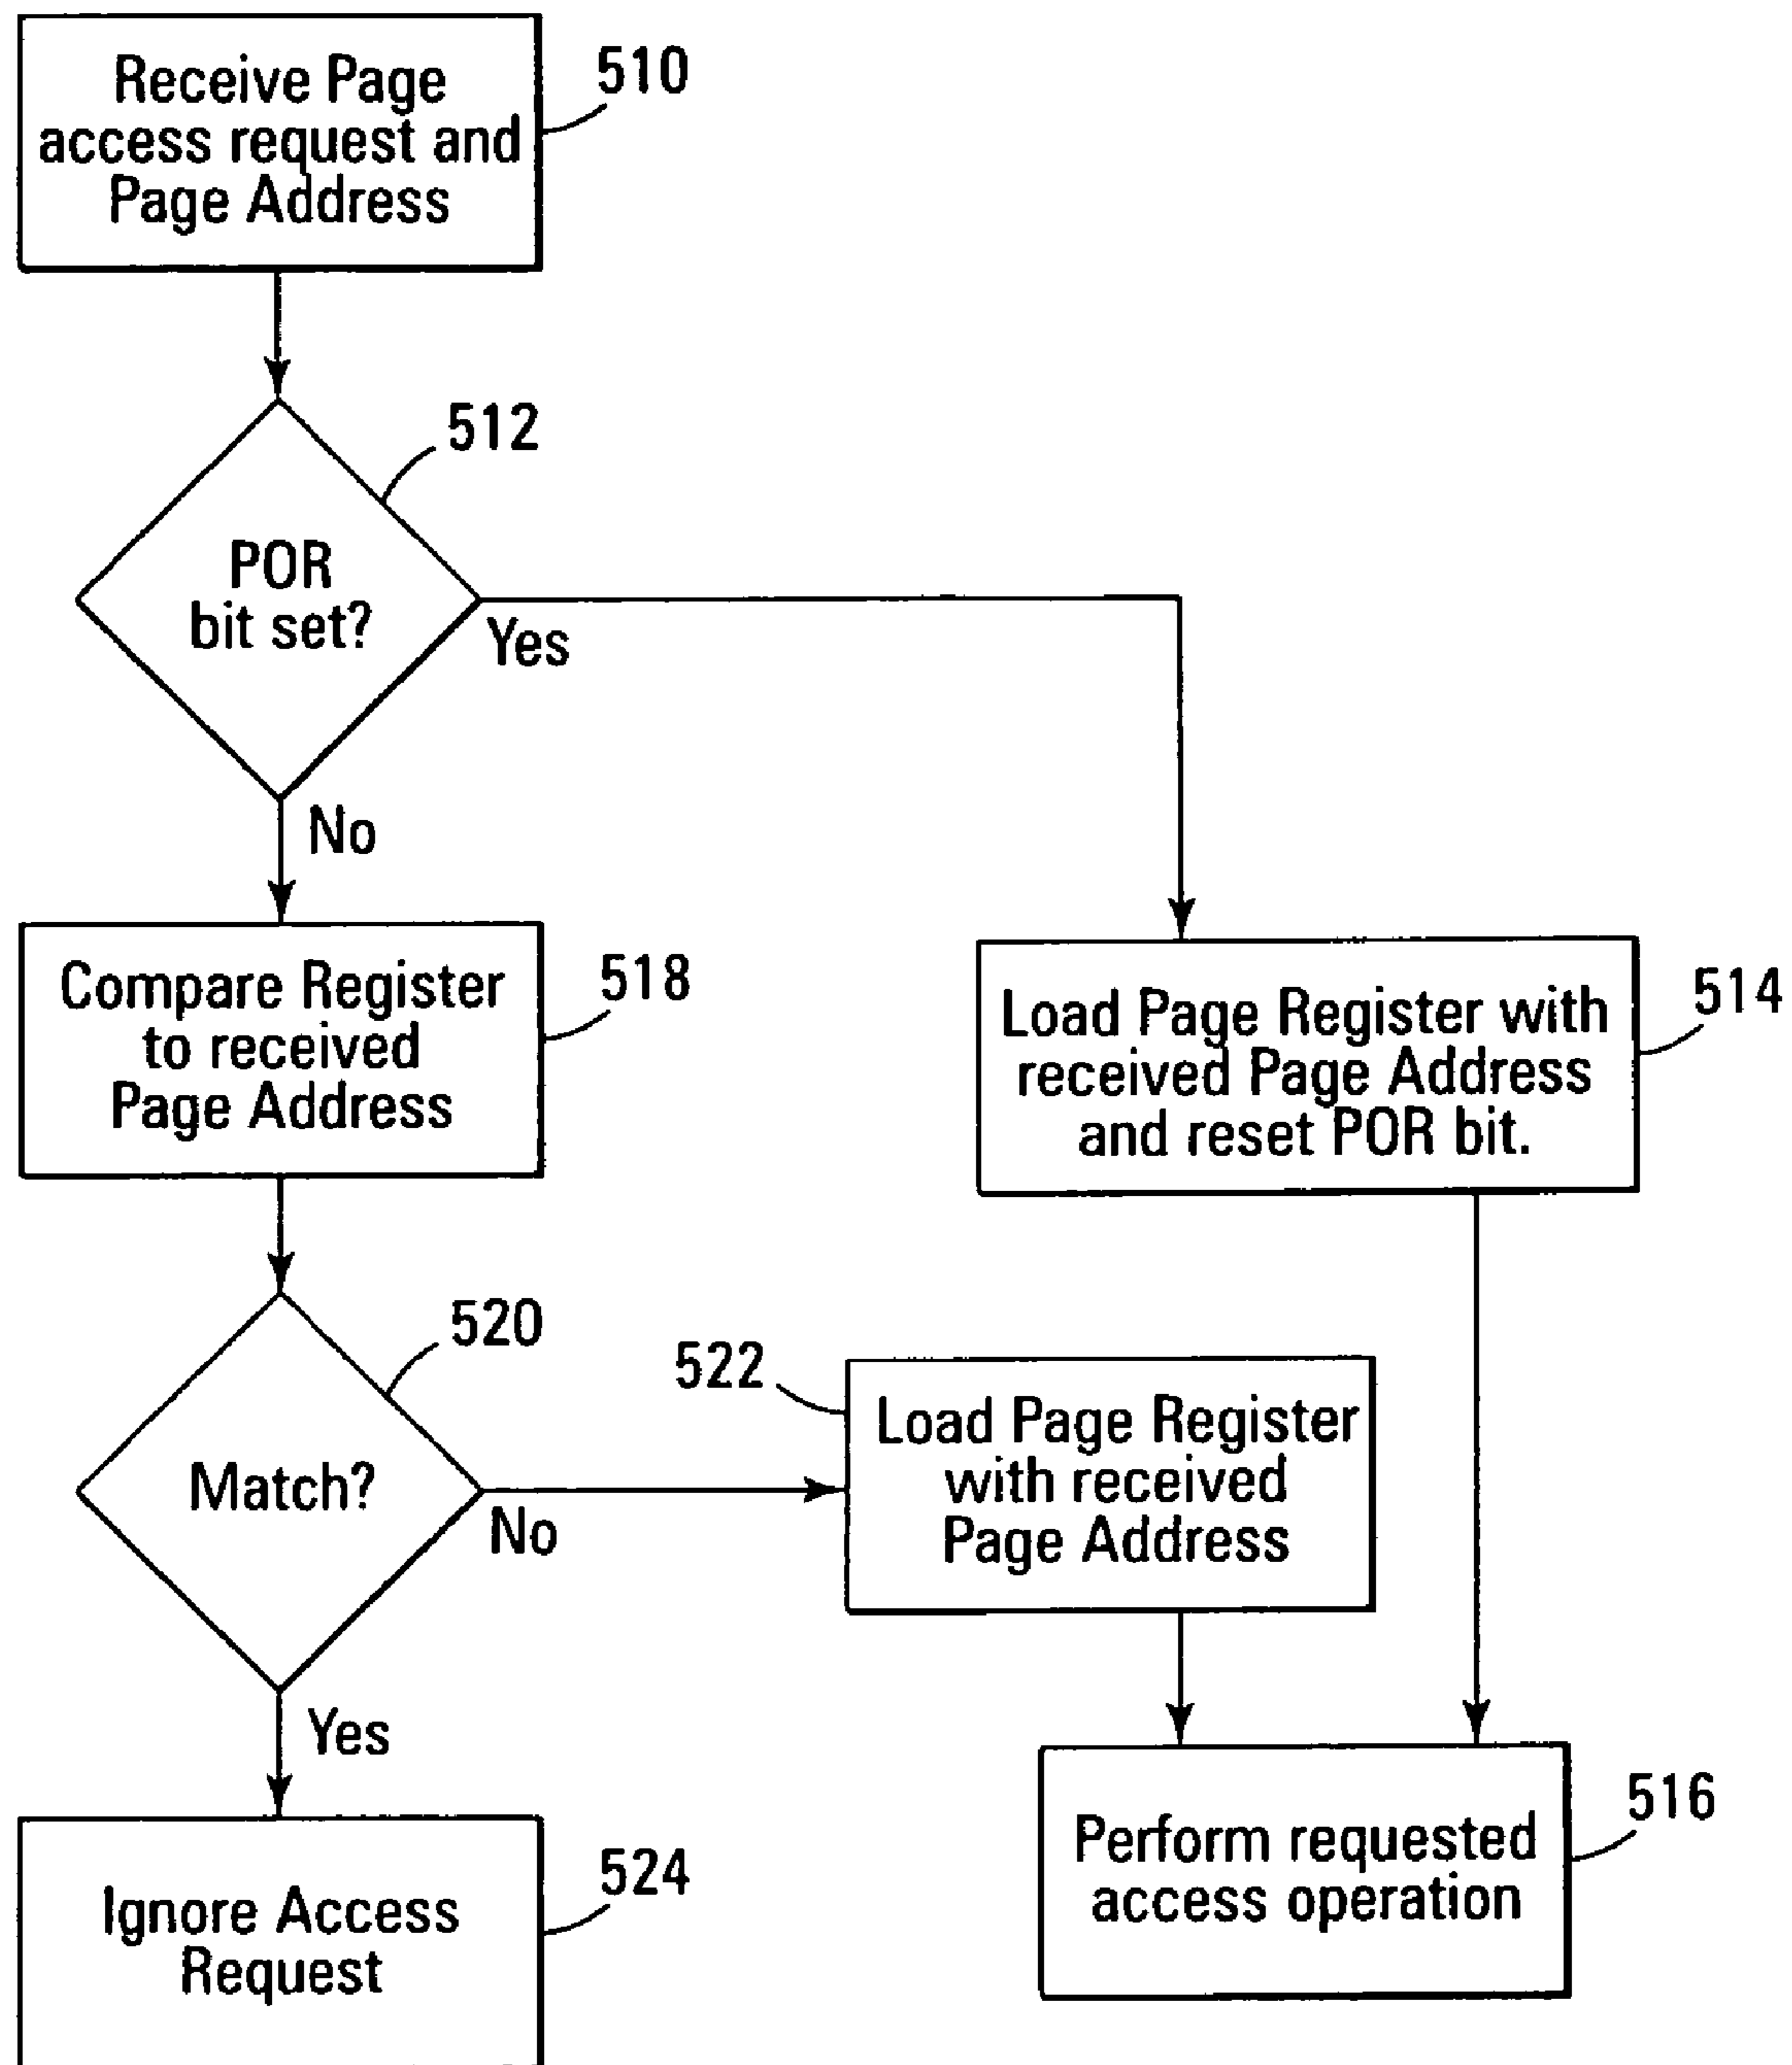 Receive Page
access request and
Page Address
510
512
POR
bit set?
Yes
No
Compare Register
to received
Page Address
518
Load Page Register with
received Page Address
and reset POR bit.
514
520
Match?
No
522
Load Page Register
with received
Page Address
Yes
Ignore Access
Request
524
Perform requested
access operation
516